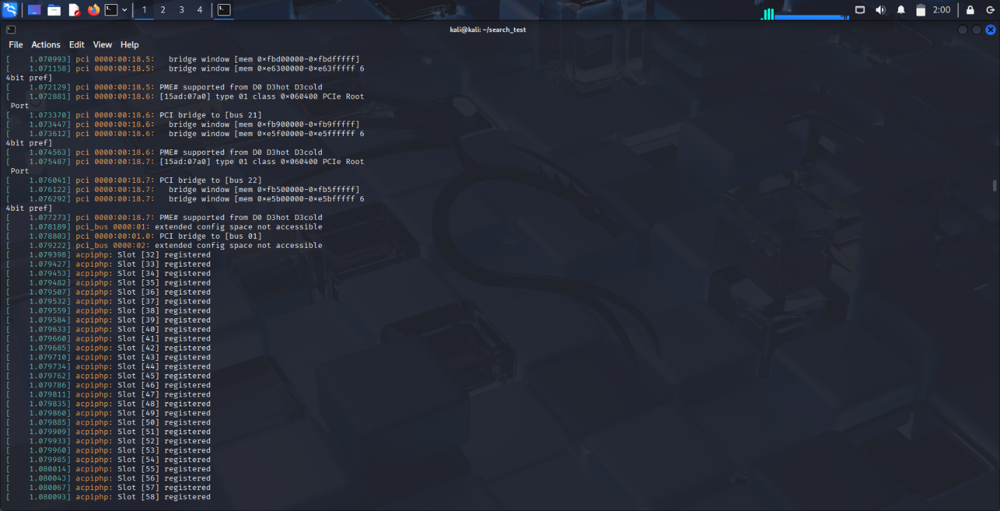 1 2 3 4 2:00
kali@kali: ~/search_test
File Actions Edit View Help
[    1.070993] pci 0000:00:18.5:   bridge window [mem 0×fbd00000-0×fbdfffff]
[    1.071158] pci 0000:00:18.5:   bridge window [mem 0×e6300000-0×e63fffff 6
4bit pref]
[    1.072129] pci 0000:00:18.5: PME# supported from D0 D3hot D3cold
[    1.072881] pci 0000:00:18.6: [15ad:07a0] type 01 class 0×060400 PCIe Root
 Port
[    1.073370] pci 0000:00:18.6: PCI bridge to [bus 21]
[    1.073447] pci 0000:00:18.6:   bridge window [mem 0×fb900000-0×fb9fffff]
[    1.073612] pci 0000:00:18.6:   bridge window [mem 0×e5f00000-0×e5ffffff 6
4bit pref]
[    1.074563] pci 0000:00:18.6: PME# supported from D0 D3hot D3cold
[    1.075487] pci 0000:00:18.7: [15ad:07a0] type 01 class 0×060400 PCIe Root
 Port
[    1.076041] pci 0000:00:18.7: PCI bridge to [bus 22]
[    1.076122] pci 0000:00:18.7:   bridge window [mem 0×fb500000-0×fb5fffff]
[    1.076292] pci 0000:00:18.7:   bridge window [mem 0×e5b00000-0×e5bfffff 6
4bit pref]
[    1.077273] pci 0000:00:18.7: PME# supported from D0 D3hot D3cold
[    1.078189] pci_bus 0000:01: extended config space not accessible
[    1.078803] pci 0000:00:01.0: PCI bridge to [bus 01]
[    1.079222] pci_bus 0000:02: extended config space not accessible
[    1.079398] acpiphp: Slot [32] registered
[    1.079427] acpiphp: Slot [33] registered
[    1.079453] acpiphp: Slot [34] registered
[    1.079482] acpiphp: Slot [35] registered
[    1.079507] acpiphp: Slot [36] registered
[    1.079532] acpiphp: Slot [37] registered
[    1.079559] acpiphp: Slot [38] registered
[    1.079584] acpiphp: Slot [39] registered
[    1.079633] acpiphp: Slot [40] registered
[    1.079660] acpiphp: Slot [41] registered
[    1.079685] acpiphp: Slot [42] registered
[    1.079710] acpiphp: Slot [43] registered
[    1.079734] acpiphp: Slot [44] registered
[    1.079762] acpiphp: Slot [45] registered
[    1.079786] acpiphp: Slot [46] registered
[    1.079811] acpiphp: Slot [47] registered
[    1.079835] acpiphp: Slot [48] registered
[    1.079860] acpiphp: Slot [49] registered
[    1.079885] acpiphp: Slot [50] registered
[    1.079909] acpiphp: Slot [51] registered
[    1.079933] acpiphp: Slot [52] registered
[    1.079960] acpiphp: Slot [53] registered
[    1.079985] acpiphp: Slot [54] registered
[    1.080014] acpiphp: Slot [55] registered
[    1.080043] acpiphp: Slot [56] registered
[    1.080067] acpiphp: Slot [57] registered
[    1.080093] acpiphp: Slot [58] registered